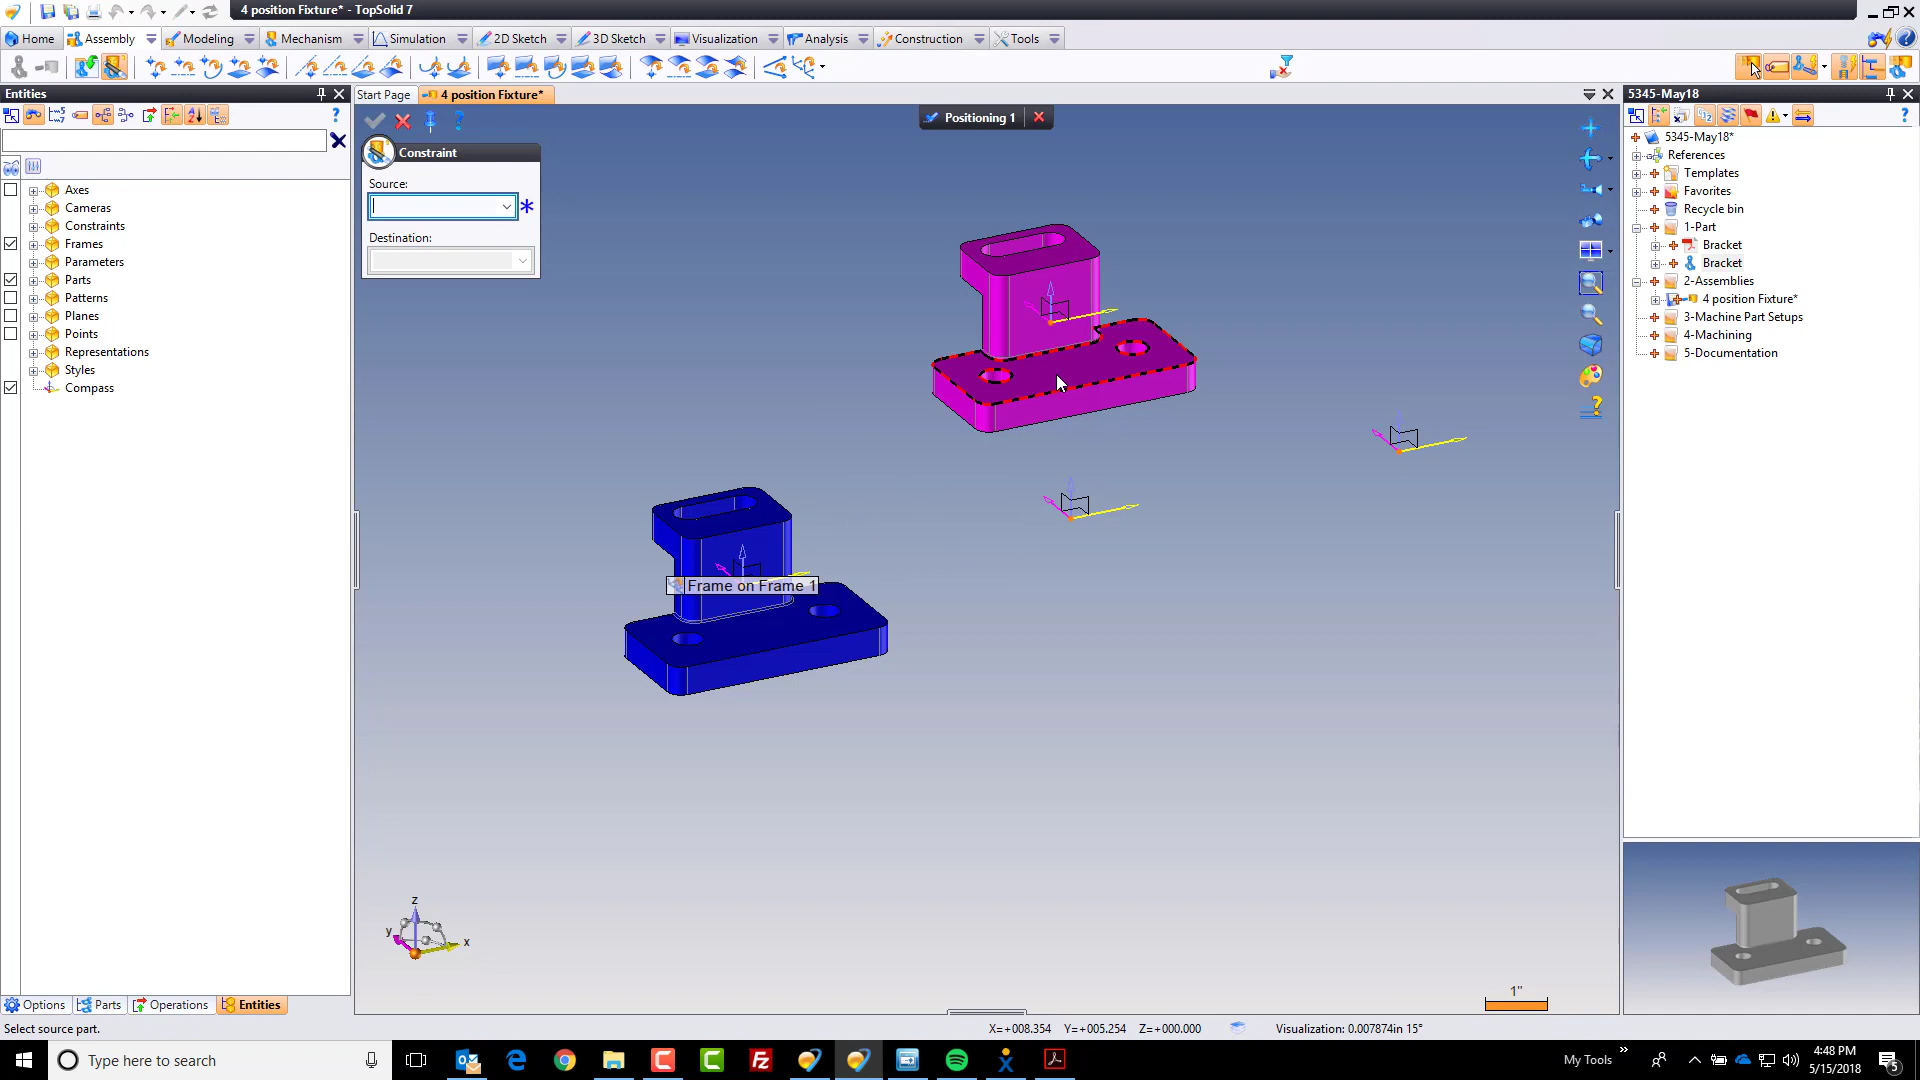 4 position Fixture* - TopSolid 7
Home
Assembly
Modeling
Mechanism
Simulation
2D Sketch
3D Sketch
Visualization
Analysis
Construction
Tools
Entities
Start Page
4 position Fixture*
5345-May18
Positioning 1
Constraint
Source:
Destination:
Axes
Cameras
Constraints
Frames
Parameters
Parts
Patterns
Planes
Points
Representations
Styles
Compass
5345-May18*
References
Templates
Favorites
Recycle bin
1-Part
Bracket
Bracket
2-Assemblies
4 position Fixture*
3-Machine Part Setups
4-Machining
5-Documentation
Frame on Frame 1
z
y
x
1"
Options
Parts
Operations
Entities
Select source part.
X=+008.354 Y=+005.254 Z=+000.000
Visualization: 0.007874in 15°
Type here to search
My Tools
4:48 PM
5/15/2018
5